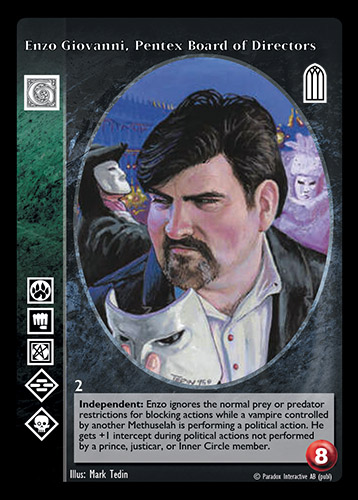 Enzo Giovanni, Pentex Board of Directors
G
2
Independent: Enzo ignores the normal prey or predator
restrictions for blocking actions while a vampire controlled
by another Methuselah is performing a political action. He
gets +1 intercept during political actions not performed
by a prince, justicar, or Inner Circle member.
8
Illus: Mark Tedin
© Paradox Interactive AB (publ)